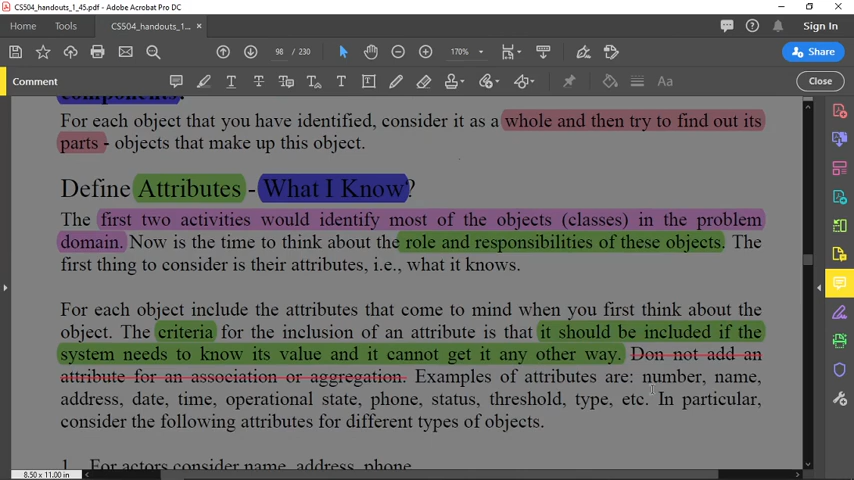 CS504_handouts_1_45.pdf - Adobe Acrobat Pro DC
Home Tools CS504_handouts_1... × Sign In
98 / 230 170% Share
Comment Aa Close
components.
For each object that you have identified, consider it as a whole and then try to find out its
parts - objects that make up this object.
Define Attributes - What I Know?
The first two activities would identify most of the objects (classes) in the problem
domain. Now is the time to think about the role and responsibilities of these objects. The
first thing to consider is their attributes, i.e., what it knows.
For each object include the attributes that come to mind when you first think about the
object. The criteria for the inclusion of an attribute is that it should be included if the
system needs to know its value and it cannot get it any other way. Don not add an
attribute for an association or aggregation. Examples of attributes are: number, name,
address, date, time, operational state, phone, status, threshold, type, etc. In particular,
consider the following attributes for different types of objects.
1. For actors consider name, address, phone
8.50 x 11.00 in